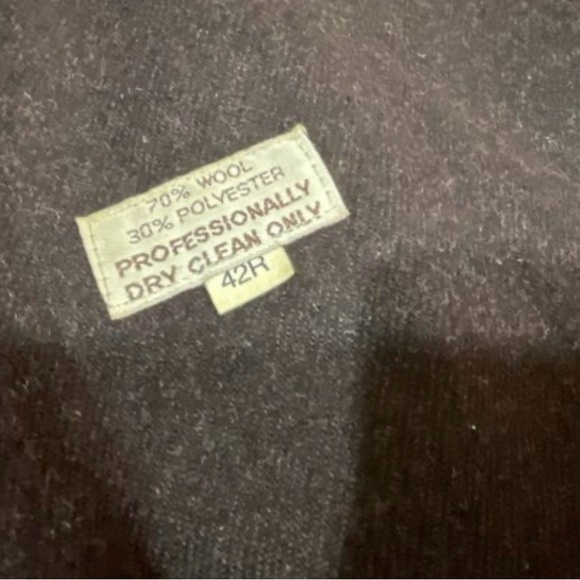 70% WOOL
30% POLYESTER
PROFESSIONALLY
DRY CLEAN ONLY
42R